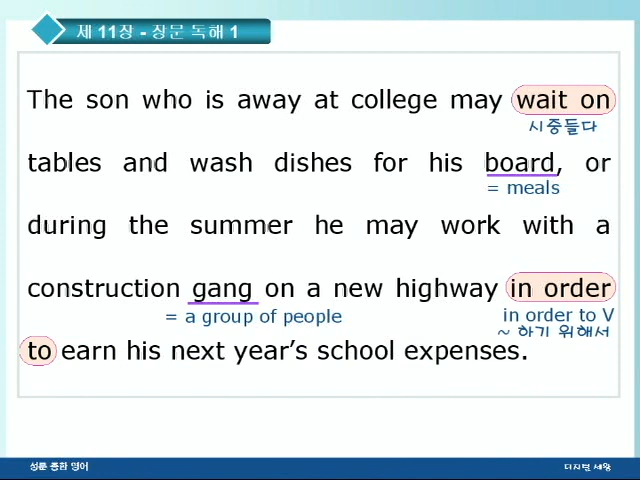 제 11장 - 장문 독해 1
The son who is away at college may wait on
시중들다
tables and wash dishes for his board, or
= meals
during the summer he may work with a
construction gang on a new highway in order
= a group of people
in order to V
~ 하기 위해서
to earn his next year's school expenses.
성문 종합 영어
디지털 세왕